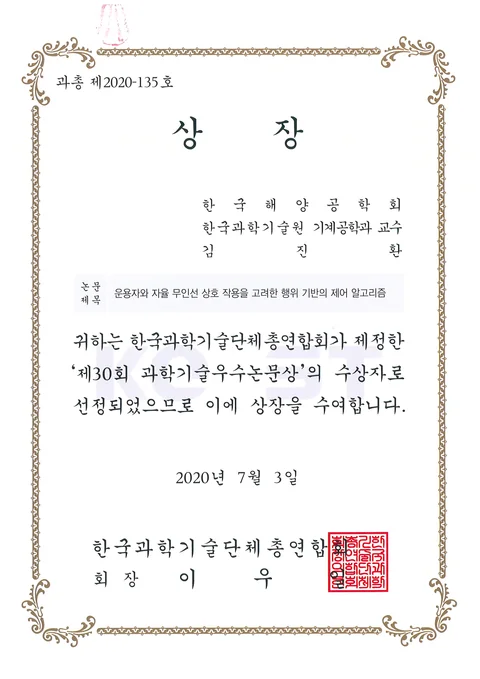 과총 제2020-135호
상 장
한국해양공학회
한국과학기술원 기계공학과 교수
김진환
논문제목 운용자와 자율 무인선 상호 작용을 고려한 행위 기반의 제어 알고리즘
귀하는 한국과학기술단체총연합회가 제정한
‘제30회 과학기술우수논문상’의 수상자로
선정되었으므로 이에 상장을 수여합니다.
2020년 7월 3일
한국과학기술단체총연합회
회장 이우일